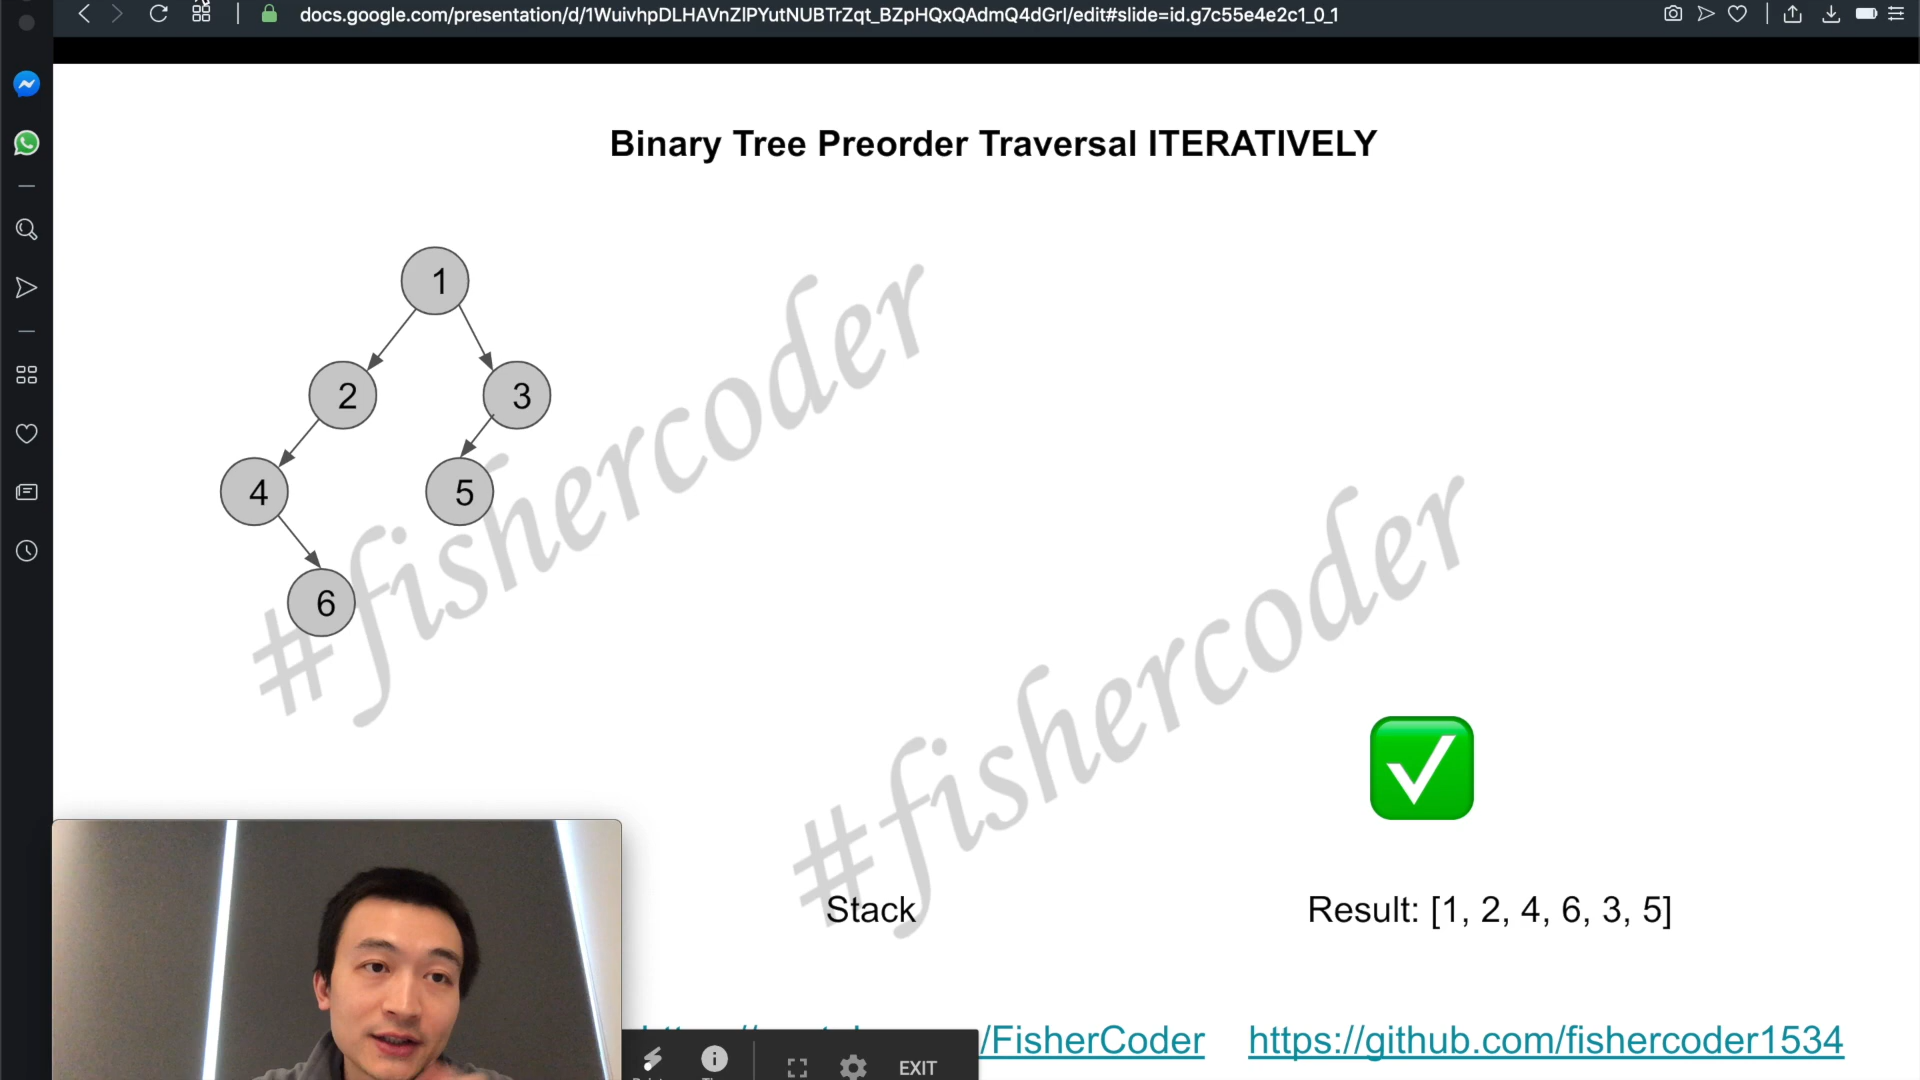 docs.google.com/presentation/d/1WuivhpDLHAVnZlPYutNUBTrZqt_BZpHQxQAdmQ4dGrI/edit#slide=id.g7c55e4e2c1_0_1
Binary Tree Preorder Traversal ITERATIVELY
1
2
3
4
5
6
#fishercoder
#fishercoder
Stack
Result: [1, 2, 4, 6, 3, 5]
/FisherCoder
https://github.com/fishercoder1534
EXIT